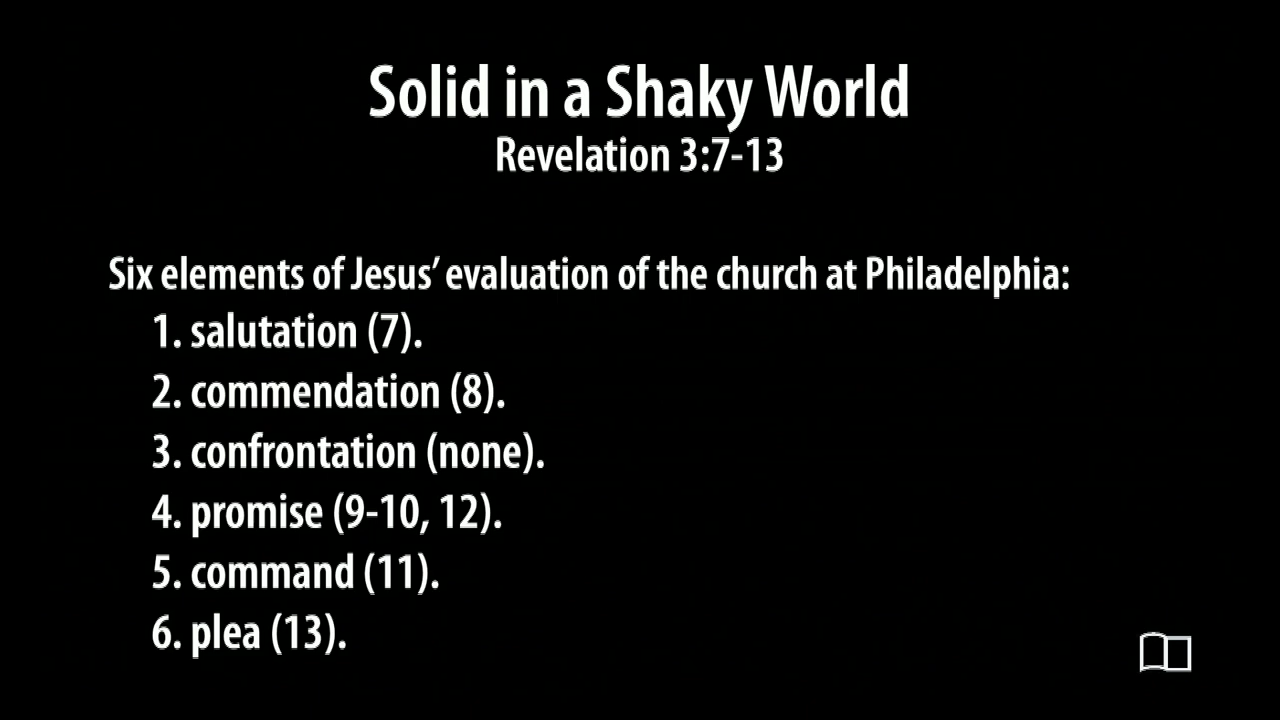 Solid in a Shaky World
Revelation 3:7-13
Six elements of Jesus’ evaluation of the church at Philadelphia:
1. salutation (7).
2. commendation (8).
3. confrontation (none).
4. promise (9-10, 12).
5. command (11).
6. plea (13).